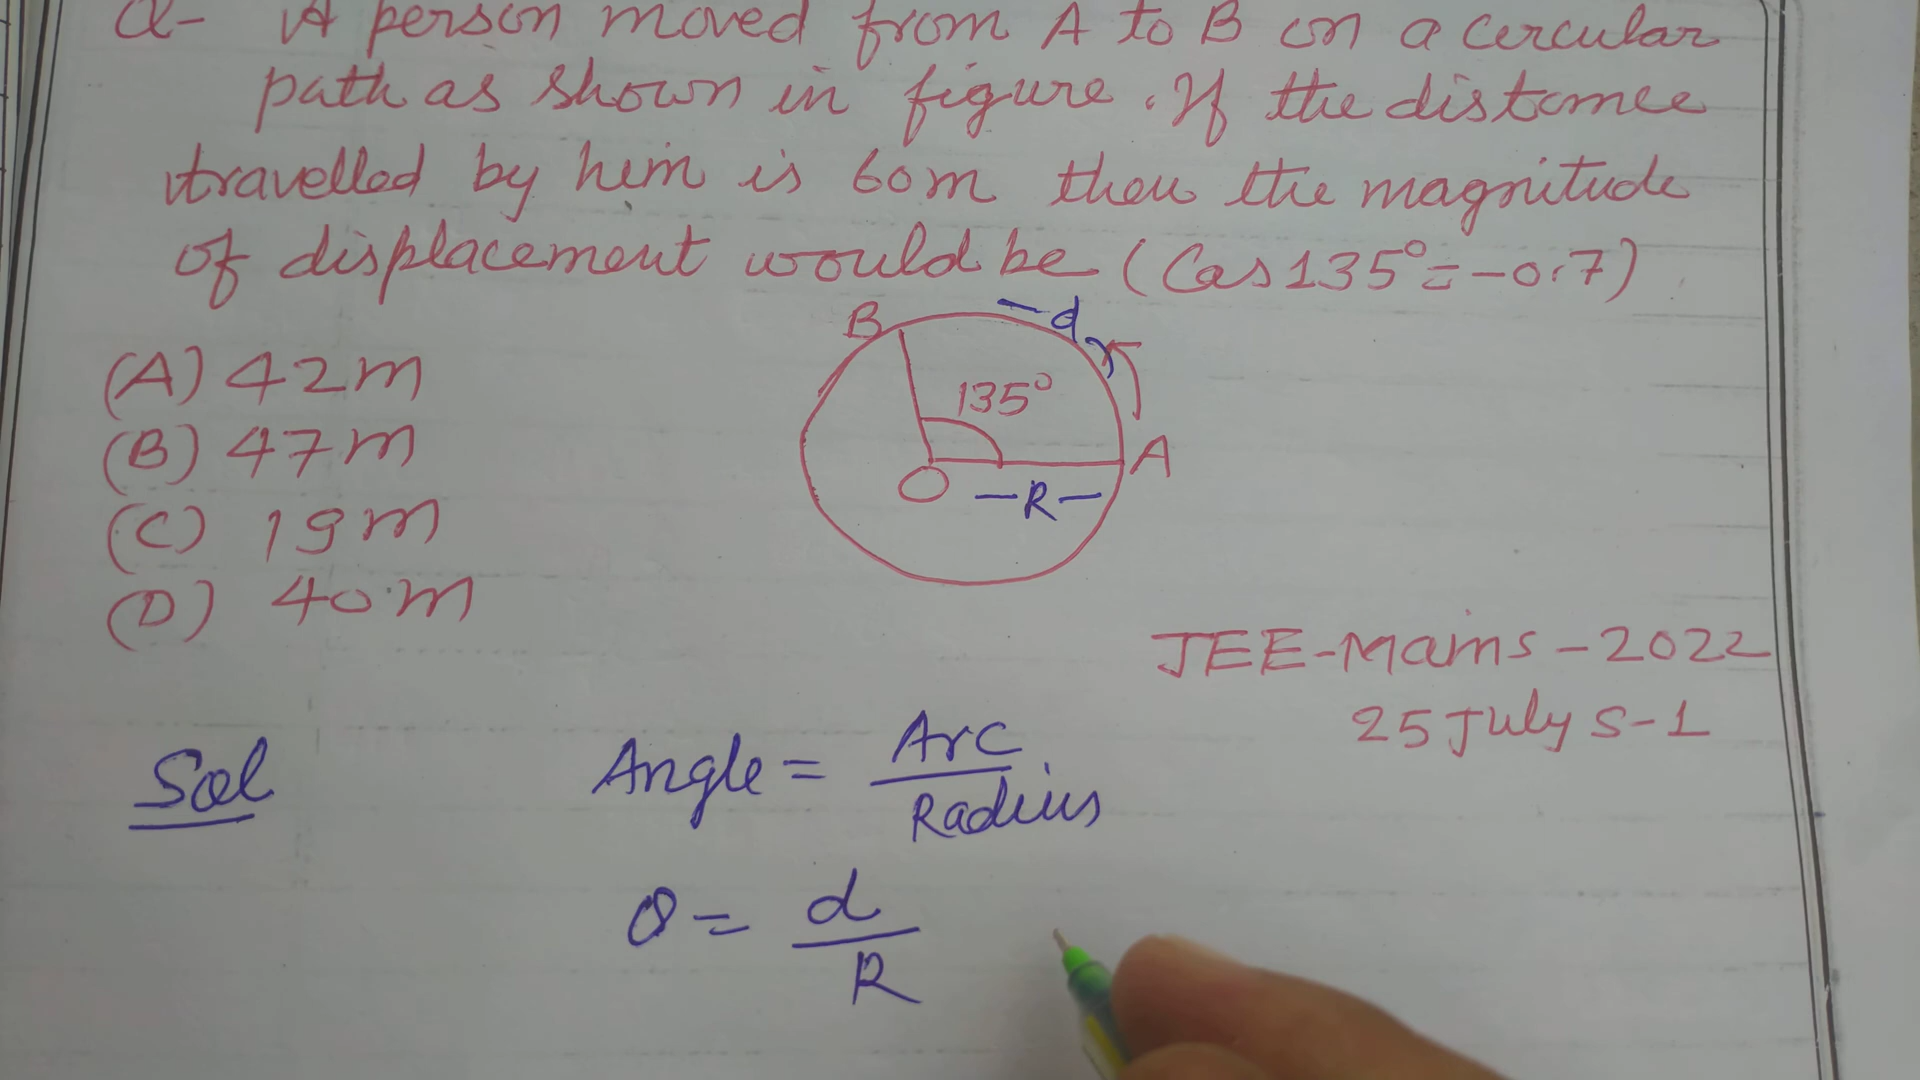 Q- A person moved from A to B on a circular
path as shown in figure. If the distance
travelled by him is 60m then the magnitude
of displacement would be (Cos135°=-0.7)
(A) 42m
(B) 47m
(C) 19m
(D) 40m
B
d
135°
A
O
R
JEE-Mains-2022
25 July S-1
Sol
Angle = Arc / Radius
θ = d / R